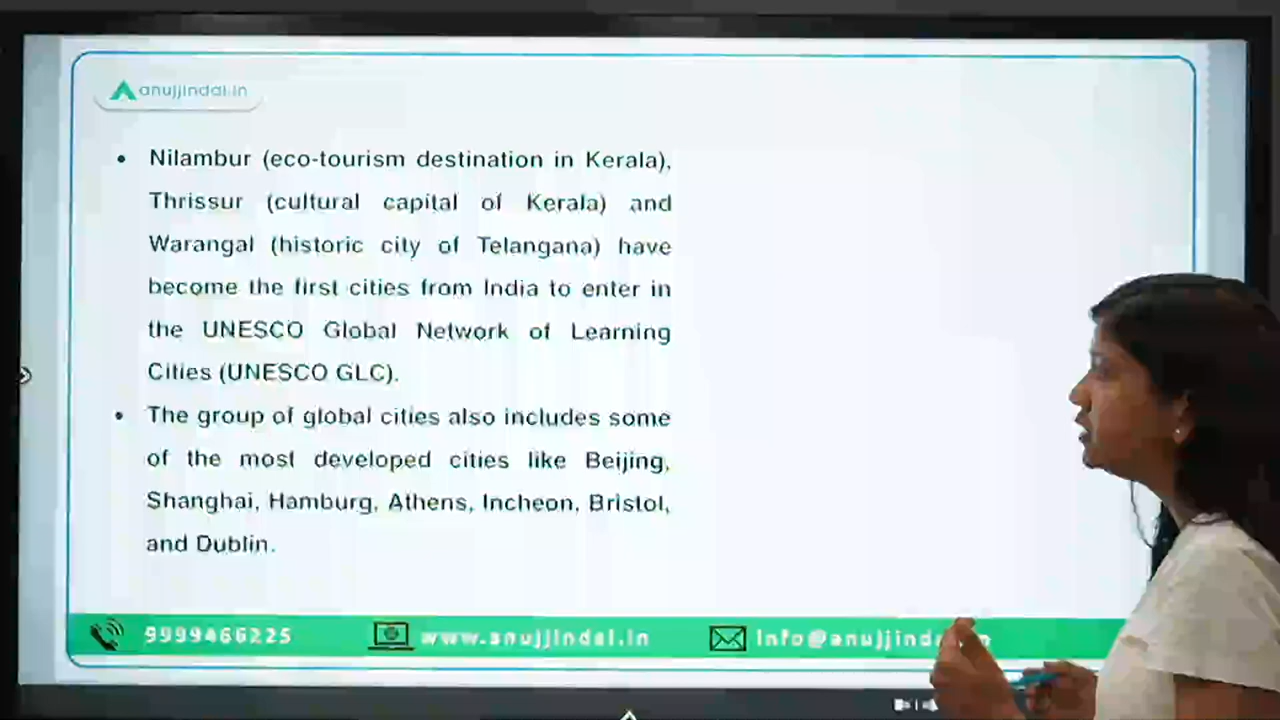 anujjindal.in
• Nilambur (eco-tourism destination in Kerala),
Thrissur (cultural capital of Kerala) and
Warangal (historic city of Telangana) have
become the first cities from India to enter in
the UNESCO Global Network of Learning
Cities (UNESCO GLC).
• The group of global cities also includes some
of the most developed cities like Beijing,
Shanghai, Hamburg, Athens, Incheon, Bristol,
and Dublin.
9999466225 www.anujjindal.in